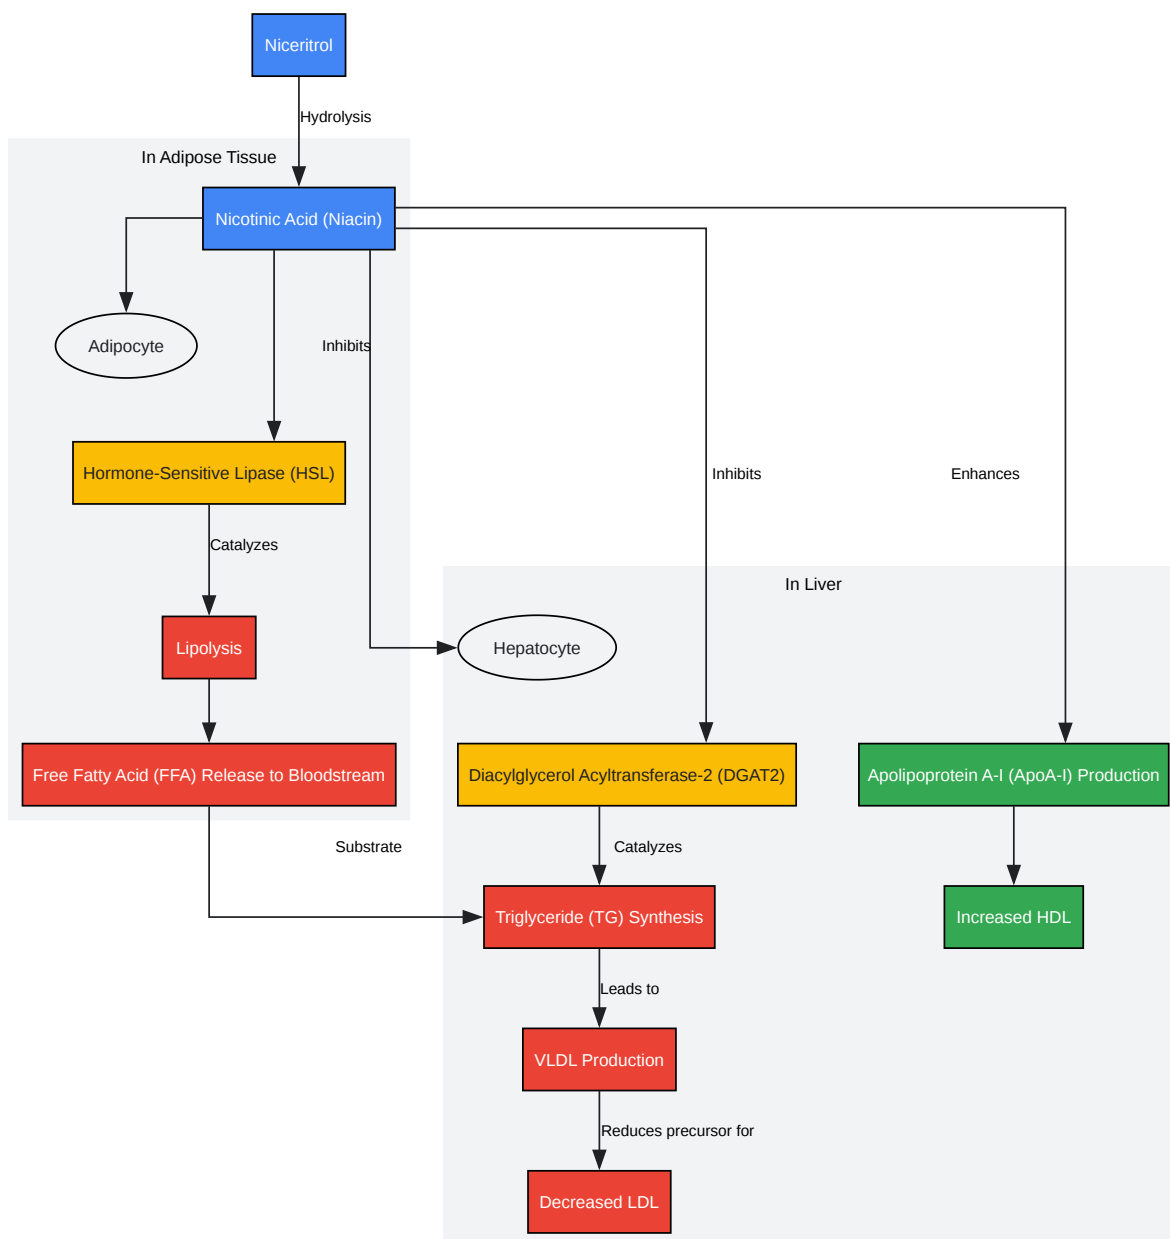 Niceritrol
Hydrolysis
In Adipose Tissue
Nicotinic Acid (Niacin)
Adipocyte
Inhibits
Hormone-Sensitive Lipase (HSL)
Inhibits
Enhances
Catalyzes
In Liver
Lipolysis
Hepatocyte
Free Fatty Acid (FFA) Release to Bloodstream
Diacylglycerol Acyltransferase-2 (DGAT2)
Apolipoprotein A-I (ApoA-I) Production
Substrate
Catalyzes
Triglyceride (TG) Synthesis
Increased HDL
Leads to
VLDL Production
Reduces precursor for
Decreased LDL